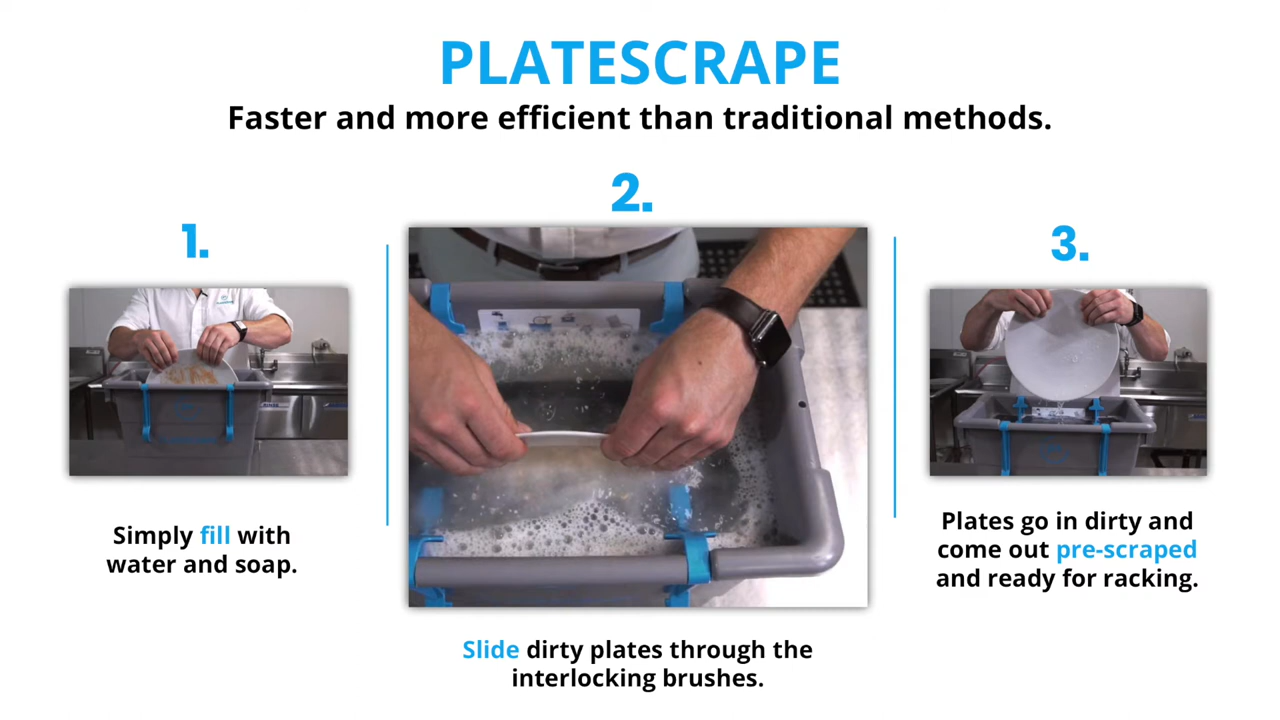 PLATESCRAPE
Faster and more efficient than traditional methods.
1.
Simply fill with
water and soap.
2.
Slide dirty plates through the
interlocking brushes.
3.
Plates go in dirty and
come out pre-scraped
and ready for racking.